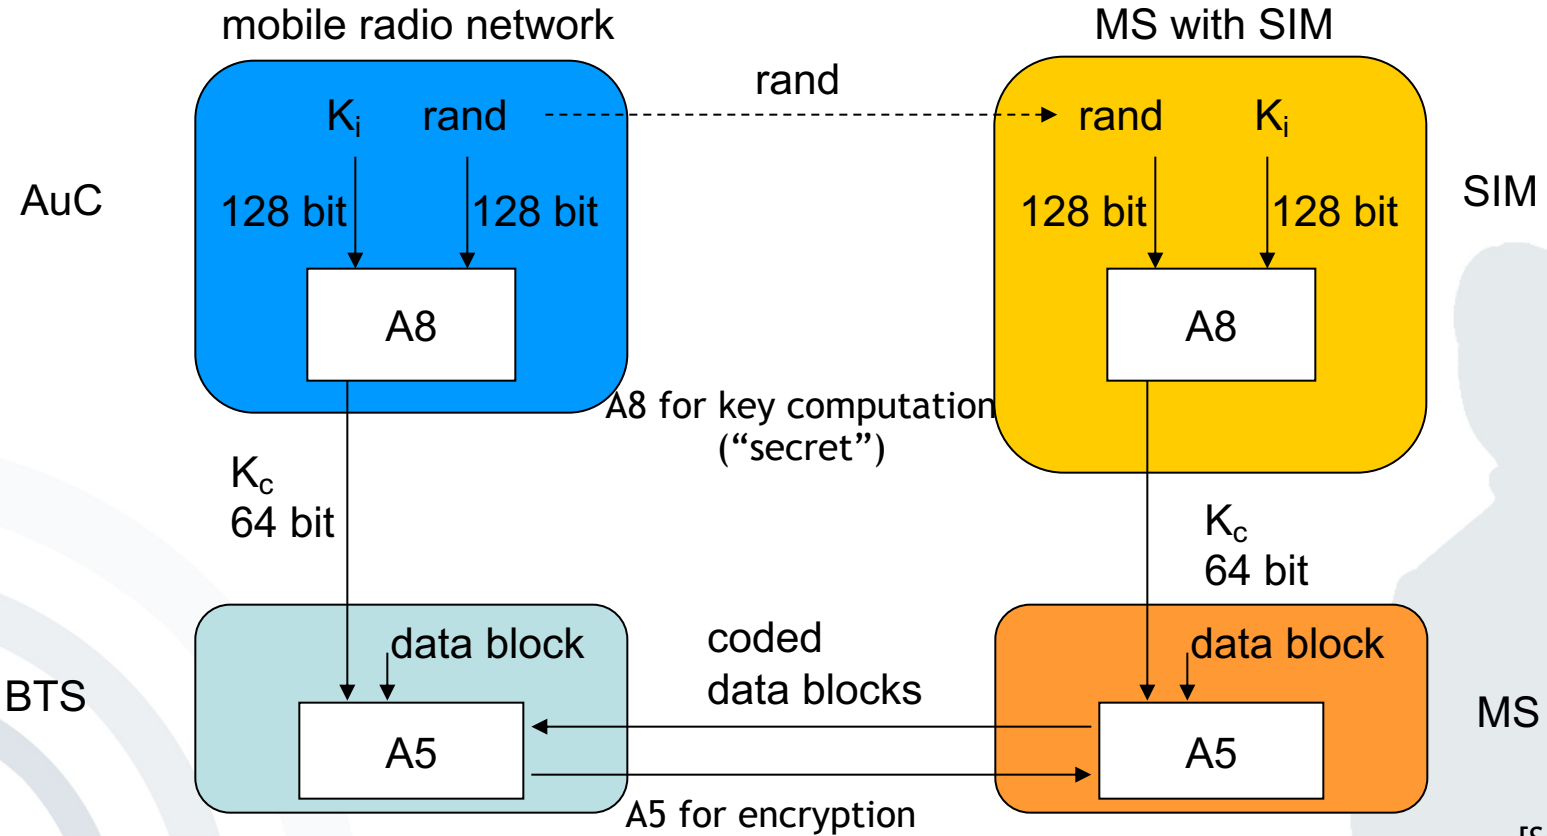 mobile radio network
MS with SIM
rand
Ki rand
rand Ki
AuC
SIM
128 bit 128 bit
128 bit 128 bit
A8
A8
A8 for key computation
(“secret”)
Kc
64 bit
Kc
64 bit
data block
coded
data blocks
data block
BTS
MS
A5
A5
A5 for encryption